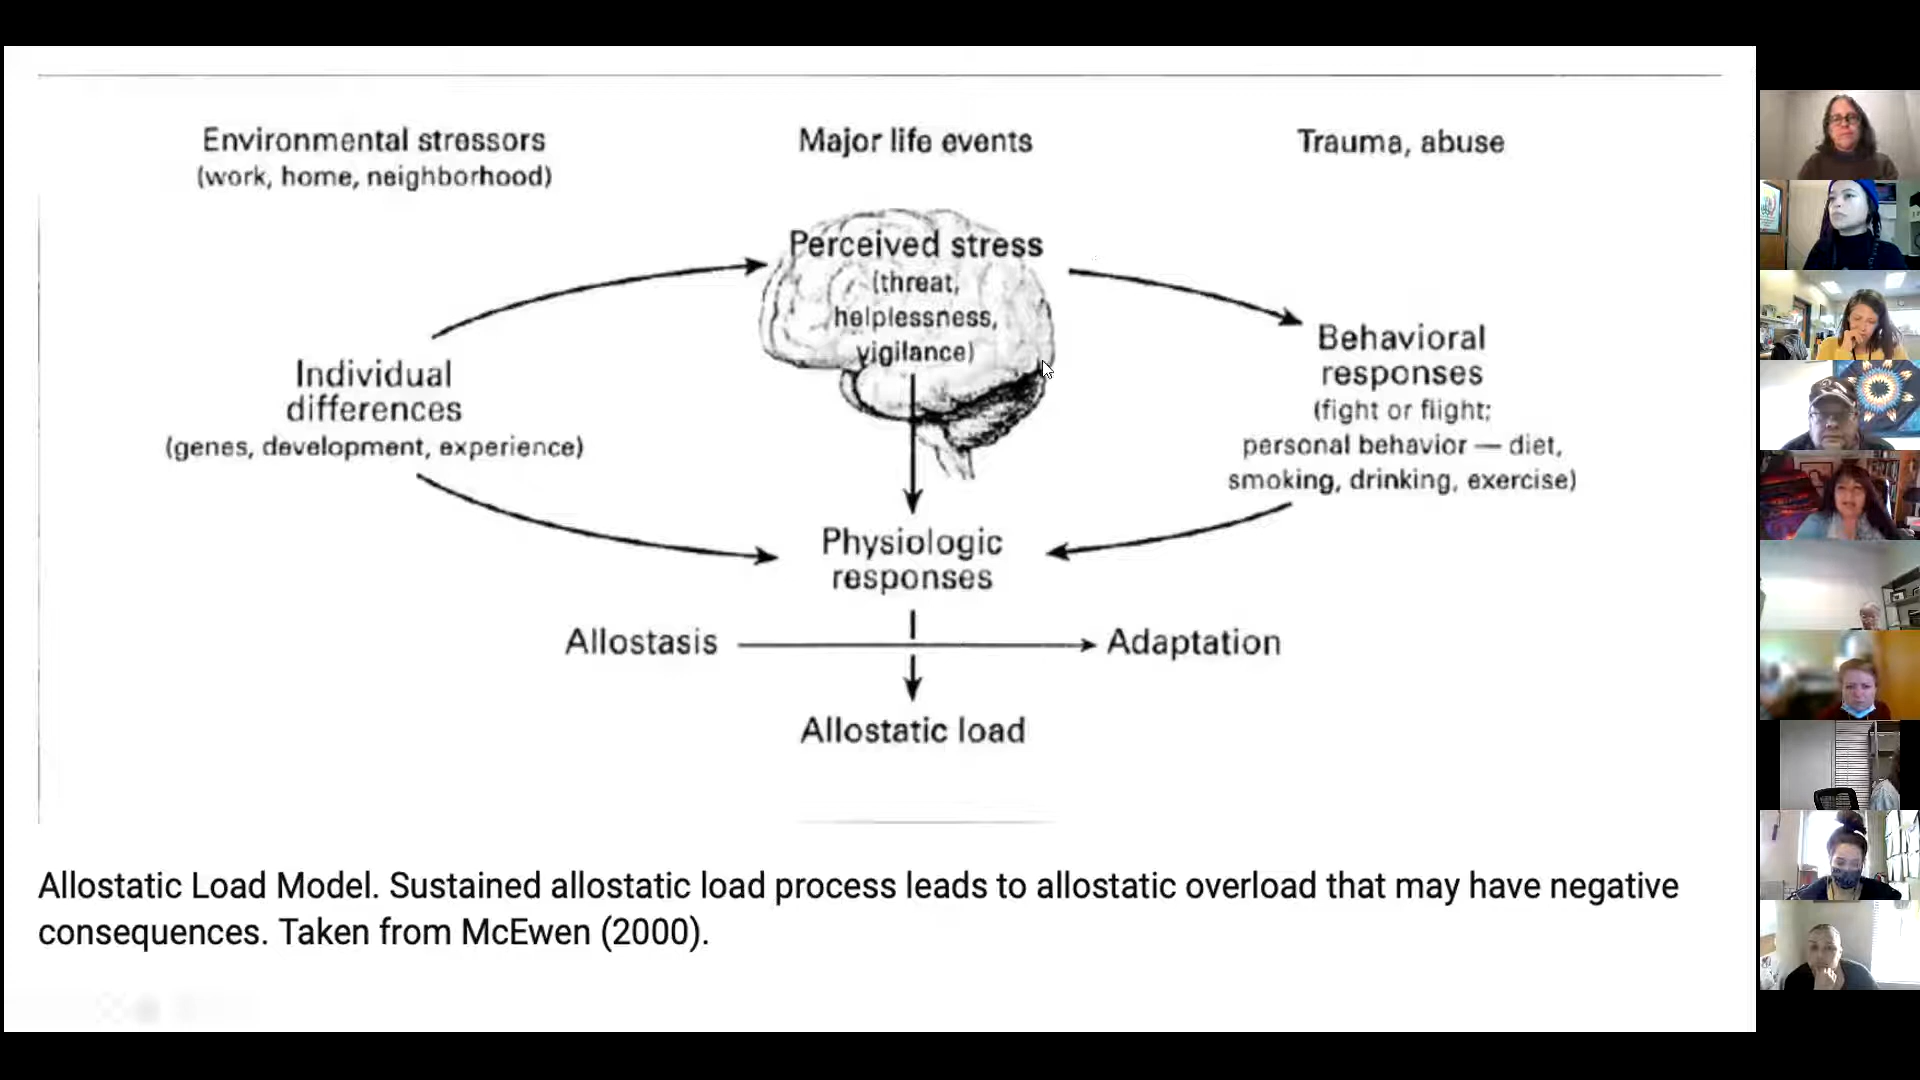 Environmental stressors
(work, home, neighborhood)
Major life events
Trauma, abuse
Perceived stress
(threat,
helplessness,
vigilance)
Individual
differences
(genes, development, experience)
Behavioral
responses
(fight or flight;
personal behavior — diet,
smoking, drinking, exercise)
Physiologic
responses
Allostasis
Adaptation
Allostatic load
Allostatic Load Model. Sustained allostatic load process leads to allostatic overload that may have negative
consequences. Taken from McEwen (2000).